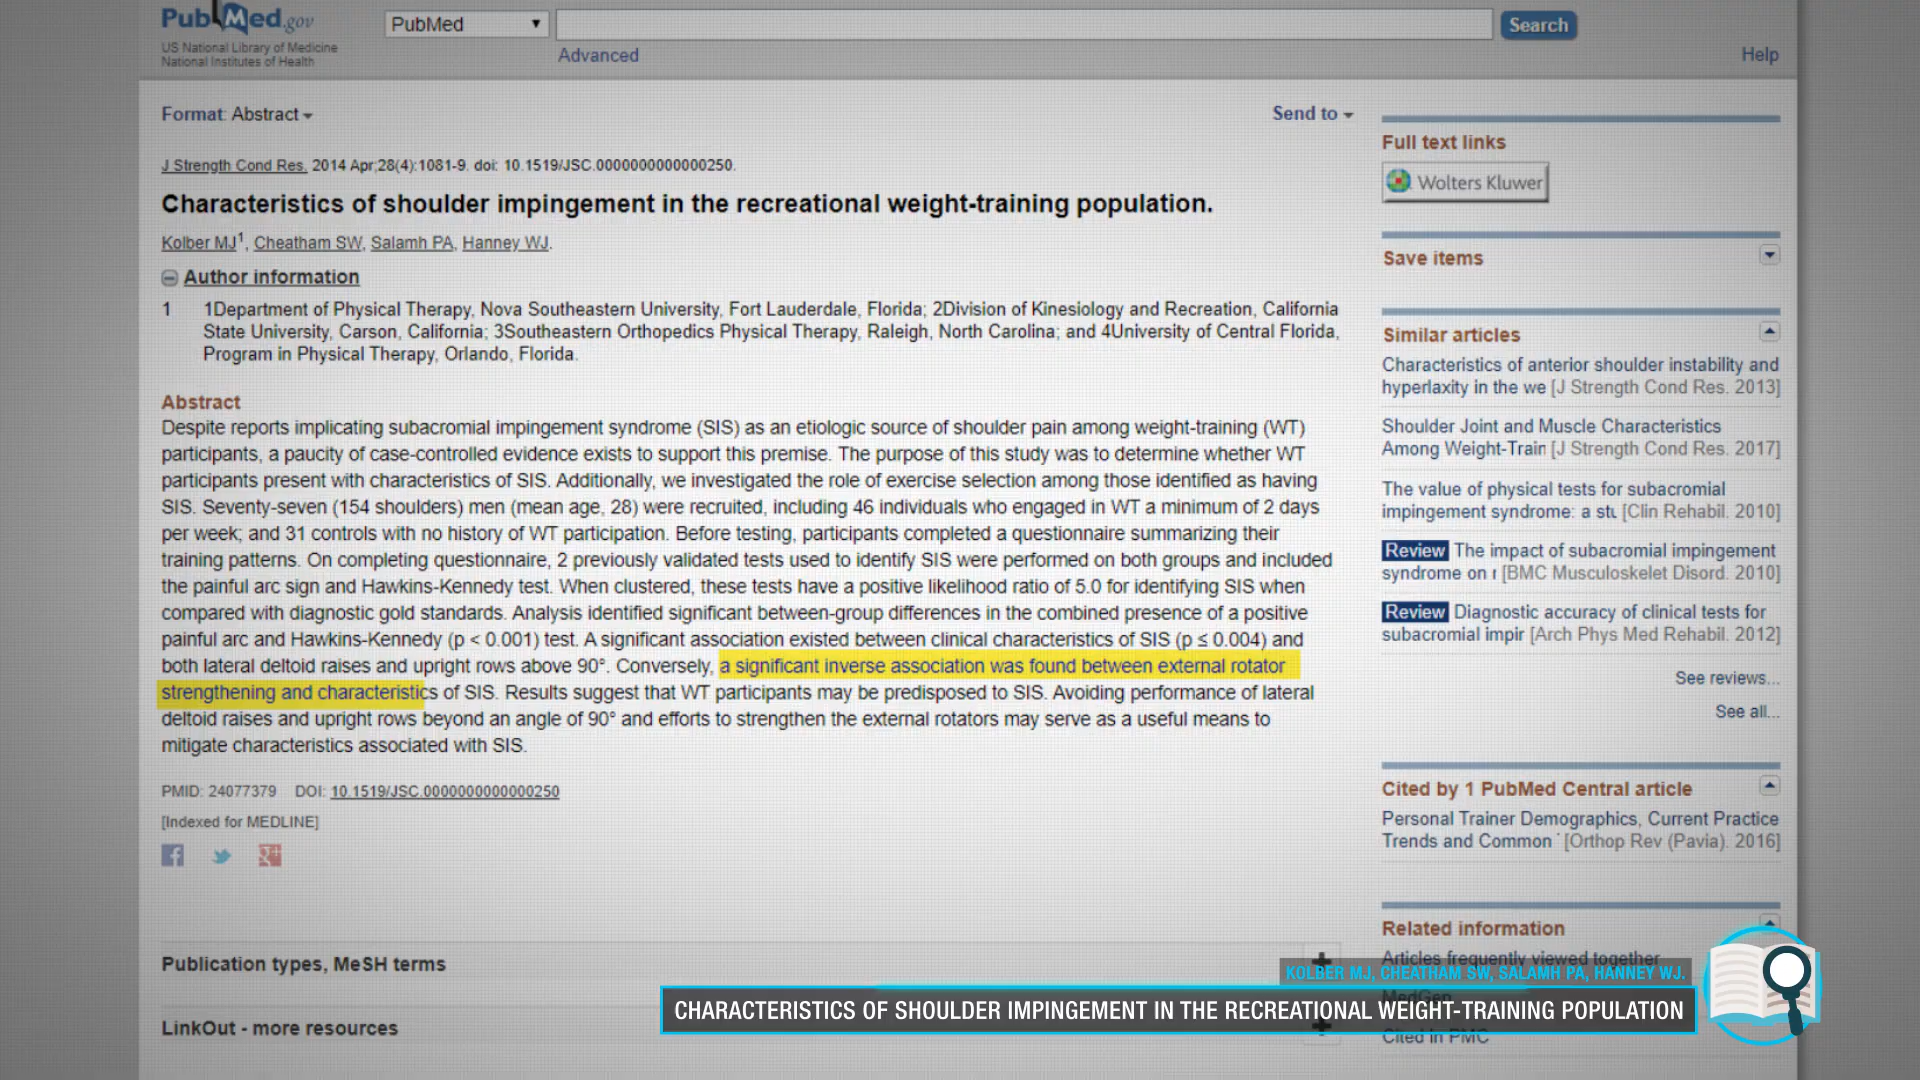 PubMed.gov
US National Library of Medicine
National Institutes of Health
PubMed
Search
Advanced
Help
Format: Abstract
Send to
J Strength Cond Res. 2014 Apr;28(4):1081-9. doi: 10.1519/JSC.0000000000000250.
Characteristics of shoulder impingement in the recreational weight-training population.
Kolber MJ1, Cheatham SW, Salamh PA, Hanney WJ.
Author information
1 1Department of Physical Therapy, Nova Southeastern University, Fort Lauderdale, Florida; 2Division of Kinesiology and Recreation, California
State University, Carson, California; 3Southeastern Orthopedics Physical Therapy, Raleigh, North Carolina; and 4University of Central Florida,
Program in Physical Therapy, Orlando, Florida.
Abstract
Despite reports implicating subacromial impingement syndrome (SIS) as an etiologic source of shoulder pain among weight-training (WT)
participants, a paucity of case-controlled evidence exists to support this premise. The purpose of this study was to determine whether WT
participants present with characteristics of SIS. Additionally, we investigated the role of exercise selection among those identified as having
SIS. Seventy-seven (154 shoulders) men (mean age, 28) were recruited, including 46 individuals who engaged in WT a minimum of 2 days
per week; and 31 controls with no history of WT participation. Before testing, participants completed a questionnaire summarizing their
training patterns. On completing questionnaire, 2 previously validated tests used to identify SIS were performed on both groups and included
the painful arc sign and Hawkins-Kennedy test. When clustered, these tests have a positive likelihood ratio of 5.0 for identifying SIS when
compared with diagnostic gold standards. Analysis identified significant between-group differences in the combined presence of a positive
painful arc and Hawkins-Kennedy (p < 0.001) test. A significant association existed between clinical characteristics of SIS (p ≤ 0.004) and
both lateral deltoid raises and upright rows above 90°. Conversely, a significant inverse association was found between external rotator
strengthening and characteristics of SIS. Results suggest that WT participants may be predisposed to SIS. Avoiding performance of lateral
deltoid raises and upright rows beyond an angle of 90° and efforts to strengthen the external rotators may serve as a useful means to
mitigate characteristics associated with SIS.
PMID: 24077379 DOI: 10.1519/JSC.0000000000000250
[Indexed for MEDLINE]
Publication types, MeSH terms
LinkOut - more resources
Full text links
Wolters Kluwer
Save items
Similar articles
Characteristics of anterior shoulder instability and
hyperlaxity in the we [J Strength Cond Res. 2013]
Shoulder Joint and Muscle Characteristics
Among Weight-Train [J Strength Cond Res. 2017]
The value of physical tests for subacromial
impingement syndrome: a stu [Clin Rehabil. 2010]
Review The impact of subacromial impingement
syndrome on r [BMC Musculoskelet Disord. 2010]
Review Diagnostic accuracy of clinical tests for
subacromial impir [Arch Phys Med Rehabil. 2012]
See reviews...
See all...
Cited by 1 PubMed Central article
Personal Trainer Demographics, Current Practice
Trends and Common [Orthop Rev (Pavia). 2016]
Related information
Articles frequently viewed together
MedGen
Cited in PMC
KOLBER MJ, CHEATHAM SW, SALAMH PA, HANNEY WJ.
CHARACTERISTICS OF SHOULDER IMPINGEMENT IN THE RECREATIONAL WEIGHT-TRAINING POPULATION